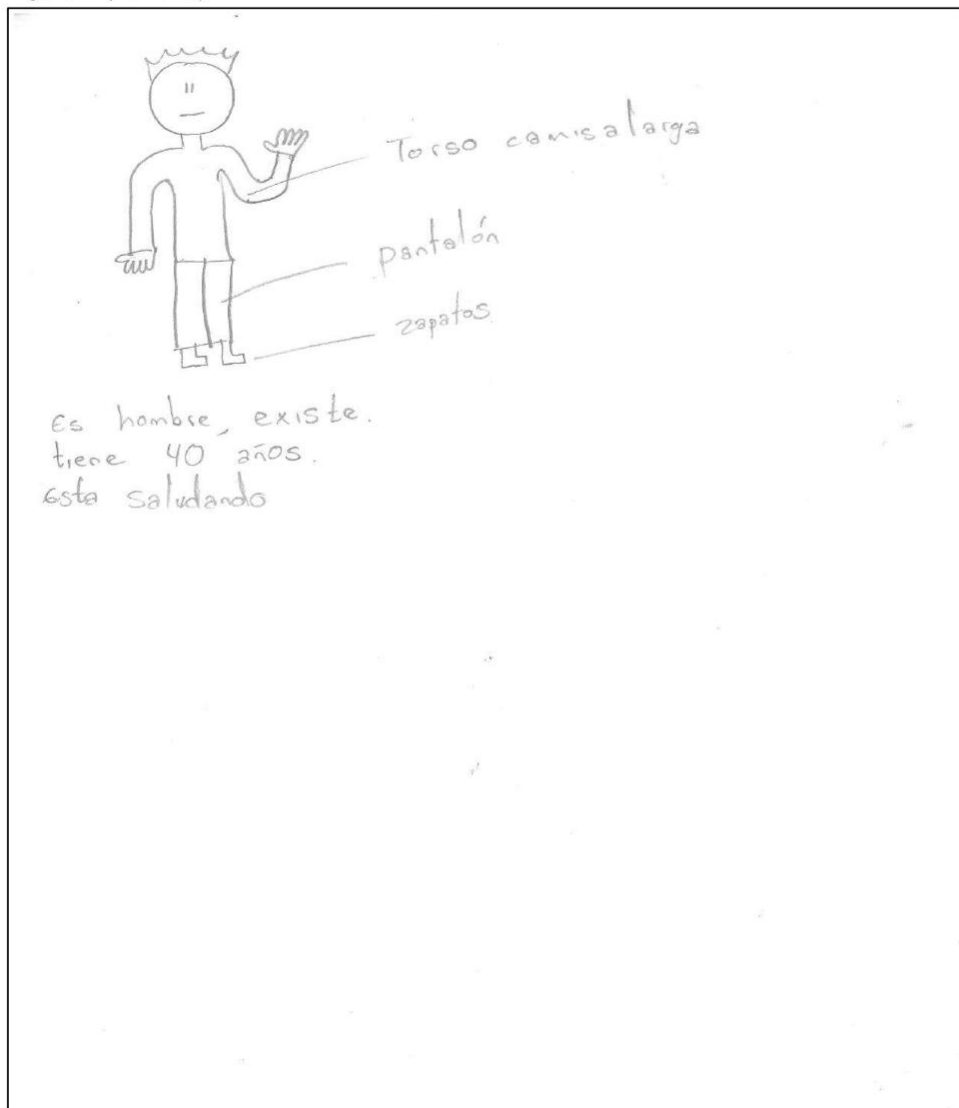 Torso camisa larga
pantalón
zapatos
Es hombre, existe.
tiene 40 años.
Esta saludando